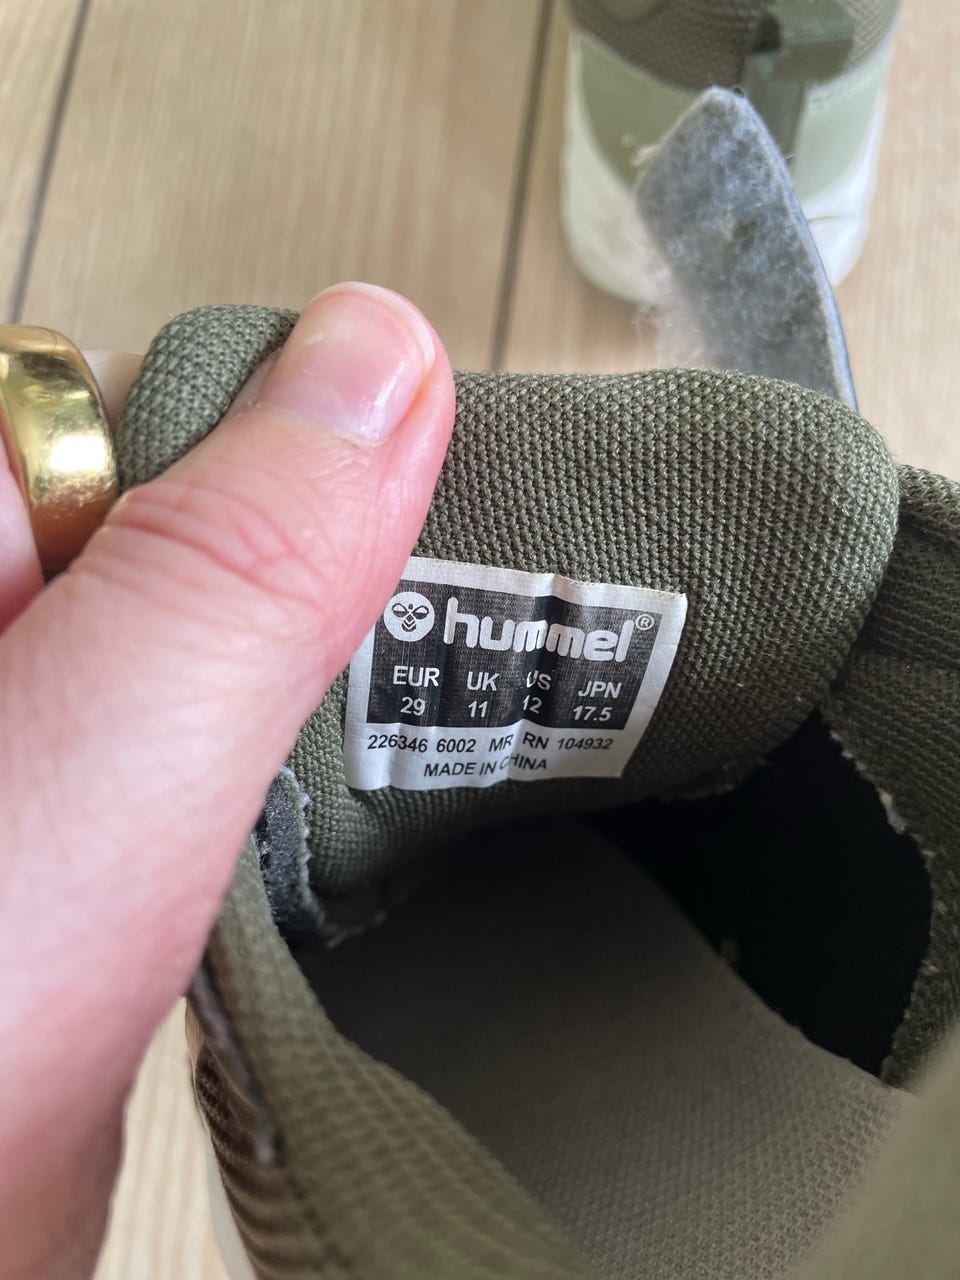 hummel®
EUR UK US JPN
29 11 12 17.5
226346 6002 MR RN 104932
MADE IN CHINA